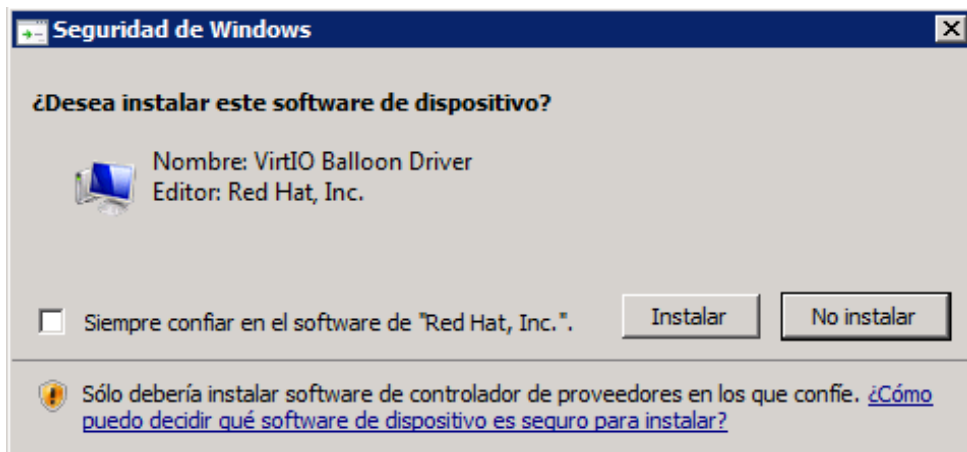 Seguridad de Windows
¿Desea instalar este software de dispositivo?
Nombre: VirtIO Balloon Driver
Editor: Red Hat, Inc.
Siempre confiar en el software de "Red Hat, Inc.".
Instalar
No instalar
Sólo debería instalar software de controlador de proveedores en los que confíe. ¿Cómo
puedo decidir qué software de dispositivo es seguro para instalar?